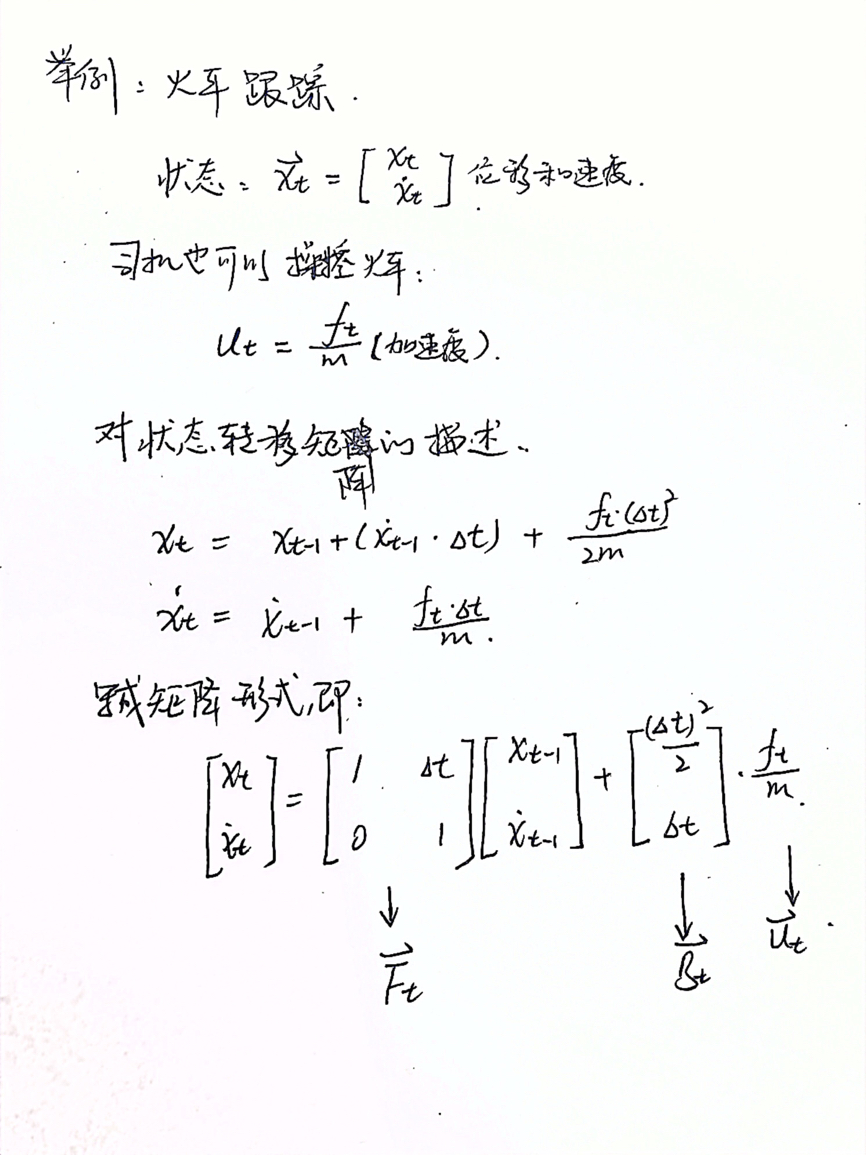 举例：火车跟踪.
状态：$\vec{x}_t = \begin{bmatrix} x_t \\ \dot{x}_t \end{bmatrix}$ 位移和速度.
司机也可以操控火车：
$u_t = \frac{f_t}{m}$ (加速度).
对状态转移矩阵的描述.
$x_t = x_{t-1} + (\dot{x}_{t-1} \cdot \Delta t) + \frac{f_t \cdot (\Delta t)^2}{2m}$
$\dot{x}_t = \dot{x}_{t-1} + \frac{f_t \cdot \Delta t}{m}.$
写成矩阵形式,即：
$\begin{bmatrix} x_t \\ \dot{x}_t \end{bmatrix} = \begin{bmatrix} 1 & \Delta t \\ 0 & 1 \end{bmatrix} \begin{bmatrix} x_{t-1} \\ \dot{x}_{t-1} \end{bmatrix} + \begin{bmatrix} \frac{(\Delta t)^2}{2} \\ \Delta t \end{bmatrix} \cdot \frac{f_t}{m}.$
↓ ↓ ↓
$\vec{F}_t$ $\vec{B}_t$ $\vec{u}_t$.